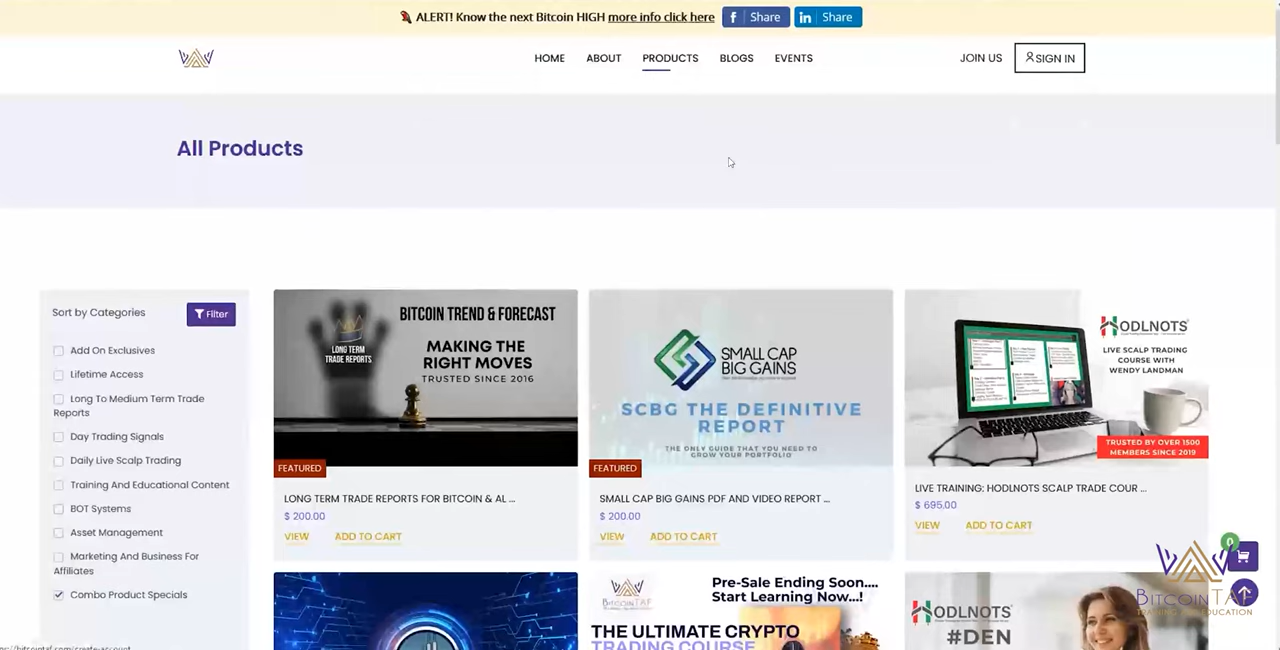 ALERT! Know the next Bitcoin HIGH more info click here
f Share
in Share
HOME ABOUT PRODUCTS BLOGS EVENTS
JOIN US SIGN IN
All Products
Sort by Categories
Filter
Add On Exclusives
Lifetime Access
Long To Medium Term Trade
Reports
Day Trading Signals
Daily Live Scalp Trading
Training And Educational Content
BOT Systems
Asset Management
Marketing And Business For
Affiliates
Combo Product Specials
LONG TERM
TRADE REPORTS
BITCOIN TREND & FORECAST
MAKING THE
RIGHT MOVES
TRUSTED SINCE 2016
FEATURED
LONG TERM TRADE REPORTS FOR BITCOIN & AL ...
$ 200.00
VIEW ADD TO CART
SMALL CAP
BIG GAINS
SCBG THE DEFINITIVE
REPORT
THE ONLY GUIDE THAT YOU NEED TO
GROW YOUR PORTFOLIO
FEATURED
SMALL CAP BIG GAINS PDF AND VIDEO REPORT ...
$ 200.00
VIEW ADD TO CART
HODLNOTS
LIVE SCALP TRADING
COURSE WITH
WENDY LANDMAN
TRUSTED BY OVER 1500
MEMBERS SINCE 2019
LIVE TRAINING: HODLNOTS SCALP TRADE COUR ...
$ 695.00
VIEW ADD TO CART
0
Pre-Sale Ending Soon....
Start Learning Now...!
THE ULTIMATE CRYPTO
TRADING COURSE
HODLNOTS
#DEN
BITCOINTAF